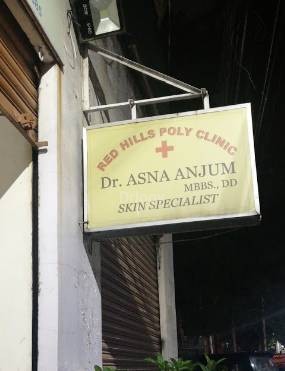 RED HILLS POLY CLINIC
Dr. ASNA ANJUM
MBBS., DD
SKIN SPECIALIST